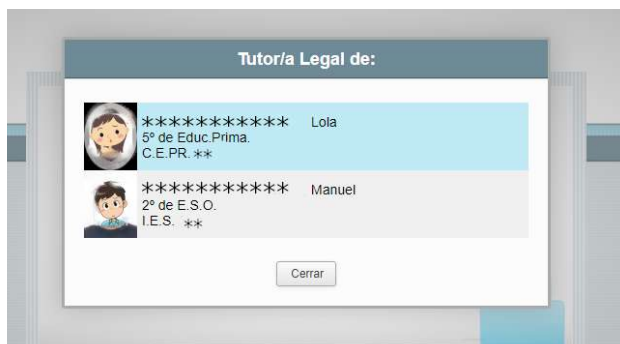 Tutor/a Legal de:
*********** Lola
5º de Educ.Prima.
C.E.PR. **
*********** Manuel
2º de E.S.O.
I.E.S. **
Cerrar